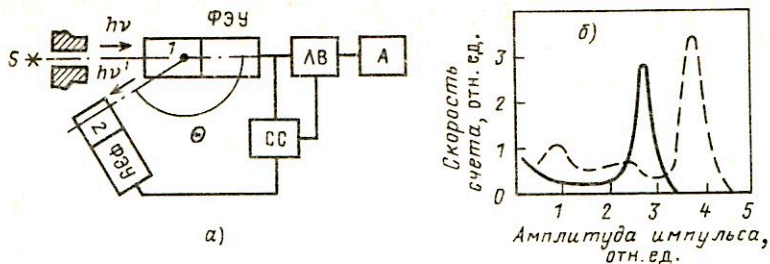 ФЭУ
hν
S
hν'
1
2
ФЭУ
Θ
СС
ЛВ
А
а)
б)
Скорость
счета, отн. ед.
3
2
1
0
1 2 3 4 5
Амплитуда импульса,
отн. ед.